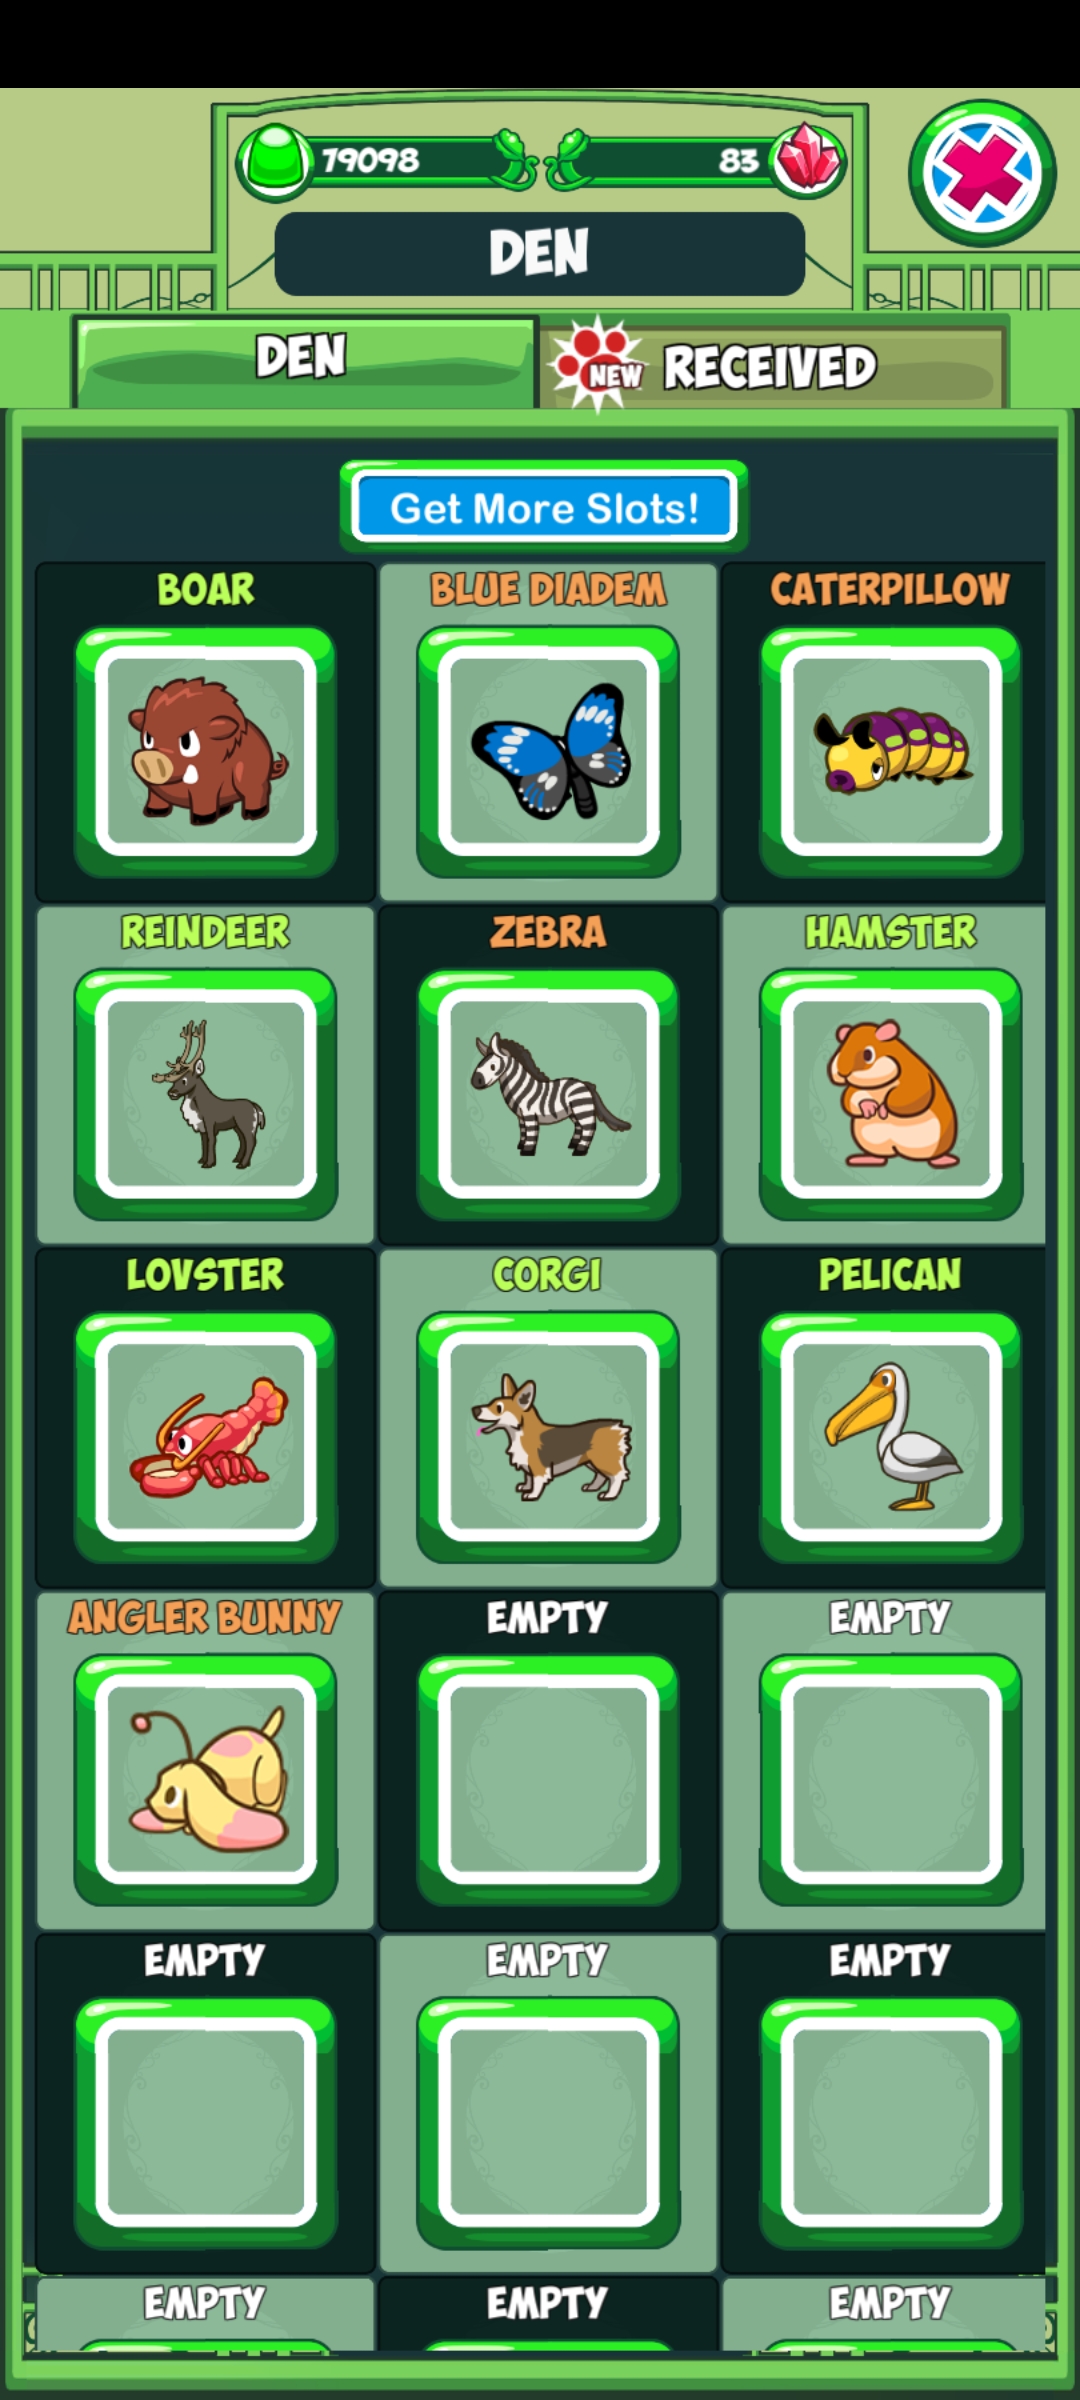 79098
83
DEN
DEN
NEW
RECEIVED
Get More Slots!
BOAR
BLUE DIADEM
CATERPILLOW
REINDEER
ZEBRA
HAMSTER
LOVSTER
CORGI
PELICAN
ANGLER BUNNY
EMPTY
EMPTY
EMPTY
EMPTY
EMPTY
EMPTY
EMPTY
EMPTY